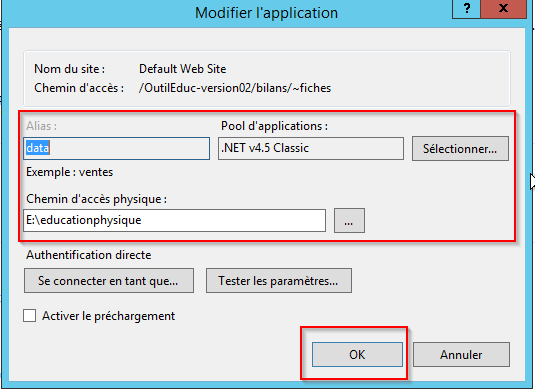 Modifier l'application
? x
Nom du site : Default Web Site
Chemin d'accès : /OutilEduc-version02/bilans/~fiches
Alias : Pool d'applications :
data .NET v4.5 Classic Sélectionner...
Exemple : ventes
Chemin d'accès physique :
E:\educationphysique ...
Authentification directe
Se connecter en tant que... Tester les paramètres...
Activer le préchargement
OK Annuler